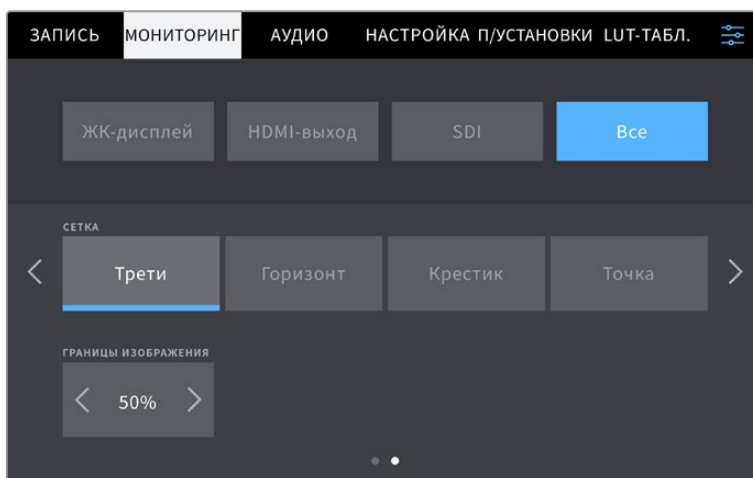 ЗАПИСЬ МОНИТОРИНГ АУДИО НАСТРОЙКА П/УСТАНОВКИ LUT-ТАБЛ.
ЖК-дисплей HDMI-выход SDI Все
СЕТКА
Трети Горизонт Крестик Точка
ГРАНИЦЫ ИЗОБРАЖЕНИЯ
50%